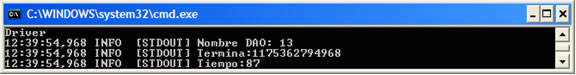 C:\WINDOWS\system32\cmd.exe
Driver
12:39:54,968 INFO  [STDOUT] Nombre DAO: 13
12:39:54,968 INFO  [STDOUT] Termina:1175362794968
12:39:54,968 INFO  [STDOUT] Tiempo:87